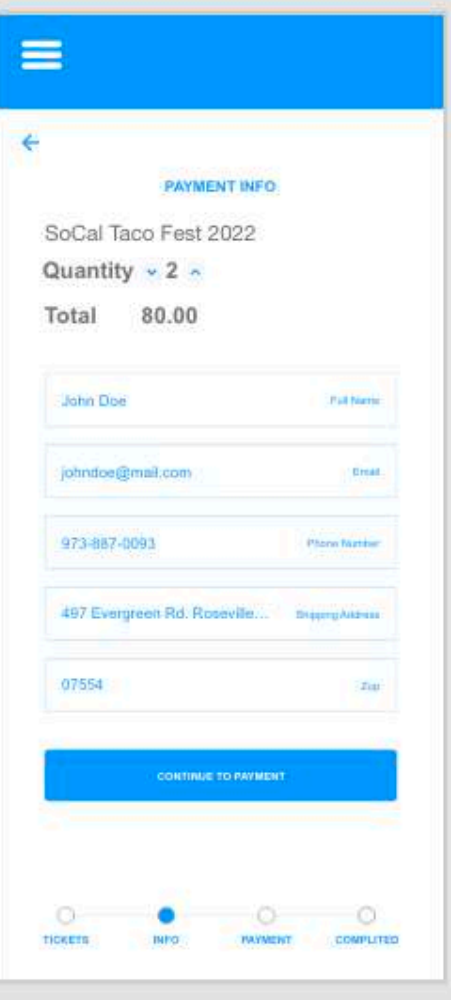 PAYMENT INFO
SoCal Taco Fest 2022
Quantity 2
Total 80.00
John Doe Full Name
johndoe@mail.com Email
973-887-0093 Phone Number
497 Evergreen Rd. Roseville... Shipping Address
07554 Zip
CONTINUE TO PAYMENT
TICKETS INFO PAYMENT COMPLITED